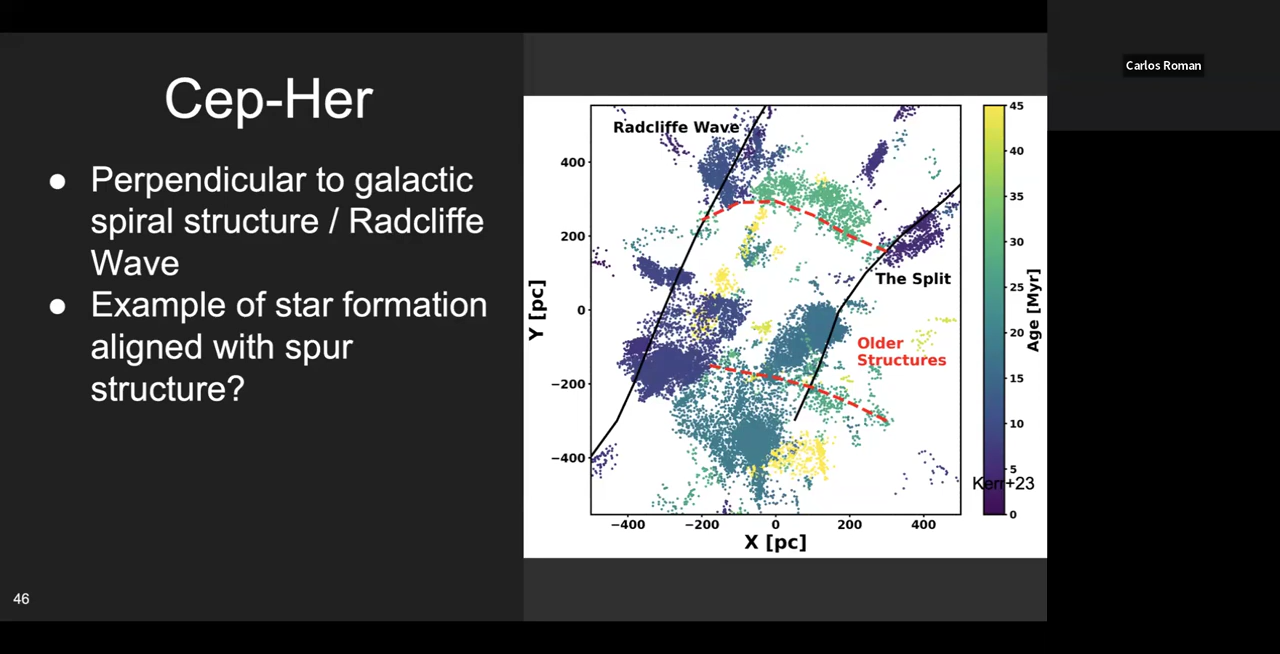 Cep-Her
● Perpendicular to galactic
spiral structure / Radcliffe
Wave
● Example of star formation
aligned with spur
structure?
46
Radcliffe Wave
The Split
Older
Structures
Y [pc]
400
200
0
−200
−400
−400 −200 0 200 400
X [pc]
45
40
35
30
25
20
15
10
5
0
Age [Myr]
Kerr+23
Carlos Roman